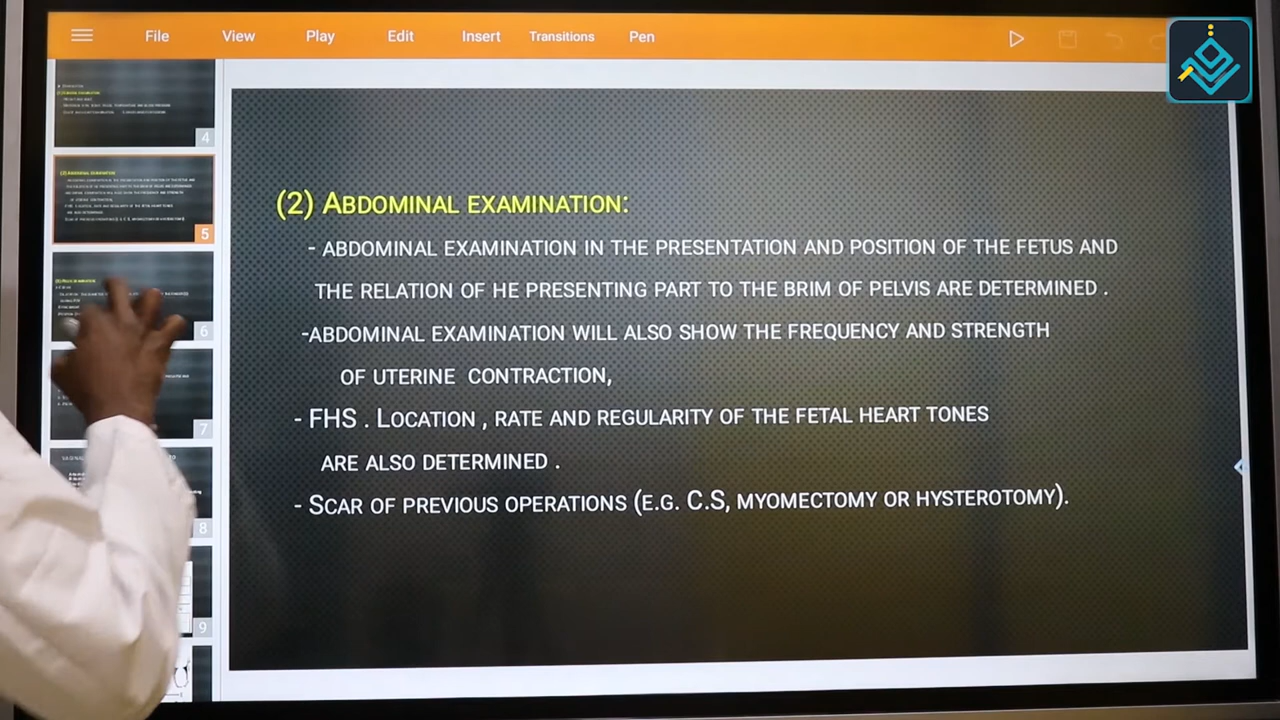 File View Play Edit Insert Transitions Pen
4
5
6
7
8
9
(2) ABDOMINAL EXAMINATION:
- ABDOMINAL EXAMINATION IN THE PRESENTATION AND POSITION OF THE FETUS AND
THE RELATION OF HE PRESENTING PART TO THE BRIM OF PELVIS ARE DETERMINED .
-ABDOMINAL EXAMINATION WILL ALSO SHOW THE FREQUENCY AND STRENGTH
OF UTERINE CONTRACTION,
- FHS . LOCATION , RATE AND REGULARITY OF THE FETAL HEART TONES
ARE ALSO DETERMINED .
- SCAR OF PREVIOUS OPERATIONS (E.G. C.S, MYOMECTOMY OR HYSTEROTOMY).